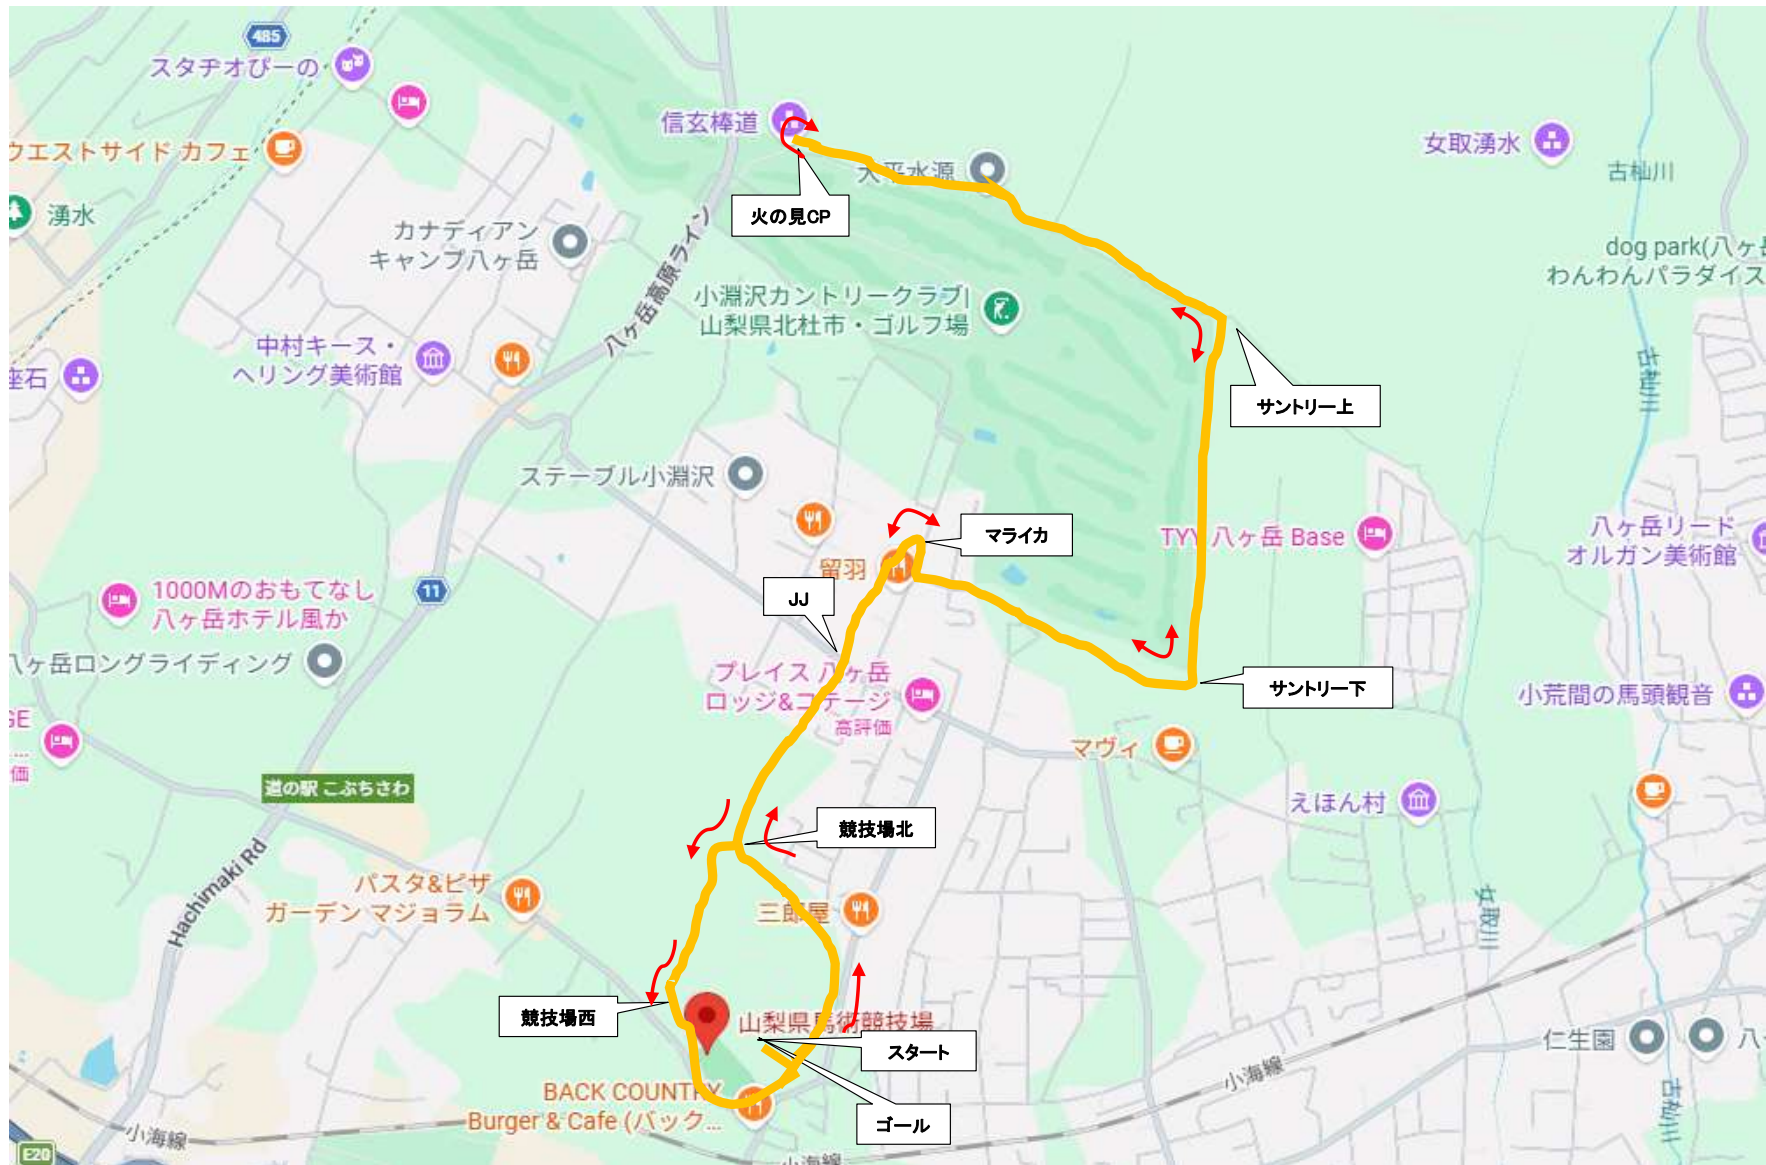 485
スタヂオぴーの
信玄棒道
ウエストサイド カフェ
女取湧水
古杣川
湧水
火の見CP
カナディアン
キャンプ八ヶ岳
八ヶ岳高原ライン
dog park(八ヶ岳
わんわんパラダイス
小淵沢カントリークラブ|
山梨県北杜市・ゴルフ場
中村キース・
ヘリング美術館
座石
古杣川
サントリー上
ステーブル小淵沢
マライカ
TYY 八ヶ岳 Base
八ヶ岳リード
オルガン美術館
留羽
1000Mのおもてなし
八ヶ岳ホテル風か
11
JJ
八ヶ岳ロングライディング
プレイス 八ヶ岳
ロッジ&コテージ
高評価
サントリー下
小荒間の馬頭観音
GE
...
価
マヴィ
道の駅 こぶちさわ
えほん村
競技場北
Hachimaki Rd
パスタ&ピザ
ガーデン マジョラム
三郎屋
女取川
競技場西
山梨県馬術競技場
スタート
仁生園
八
小海線
BACK COUNTRY
Burger & Cafe (バック...
ゴール
小海線
古杣川
E20
小海線